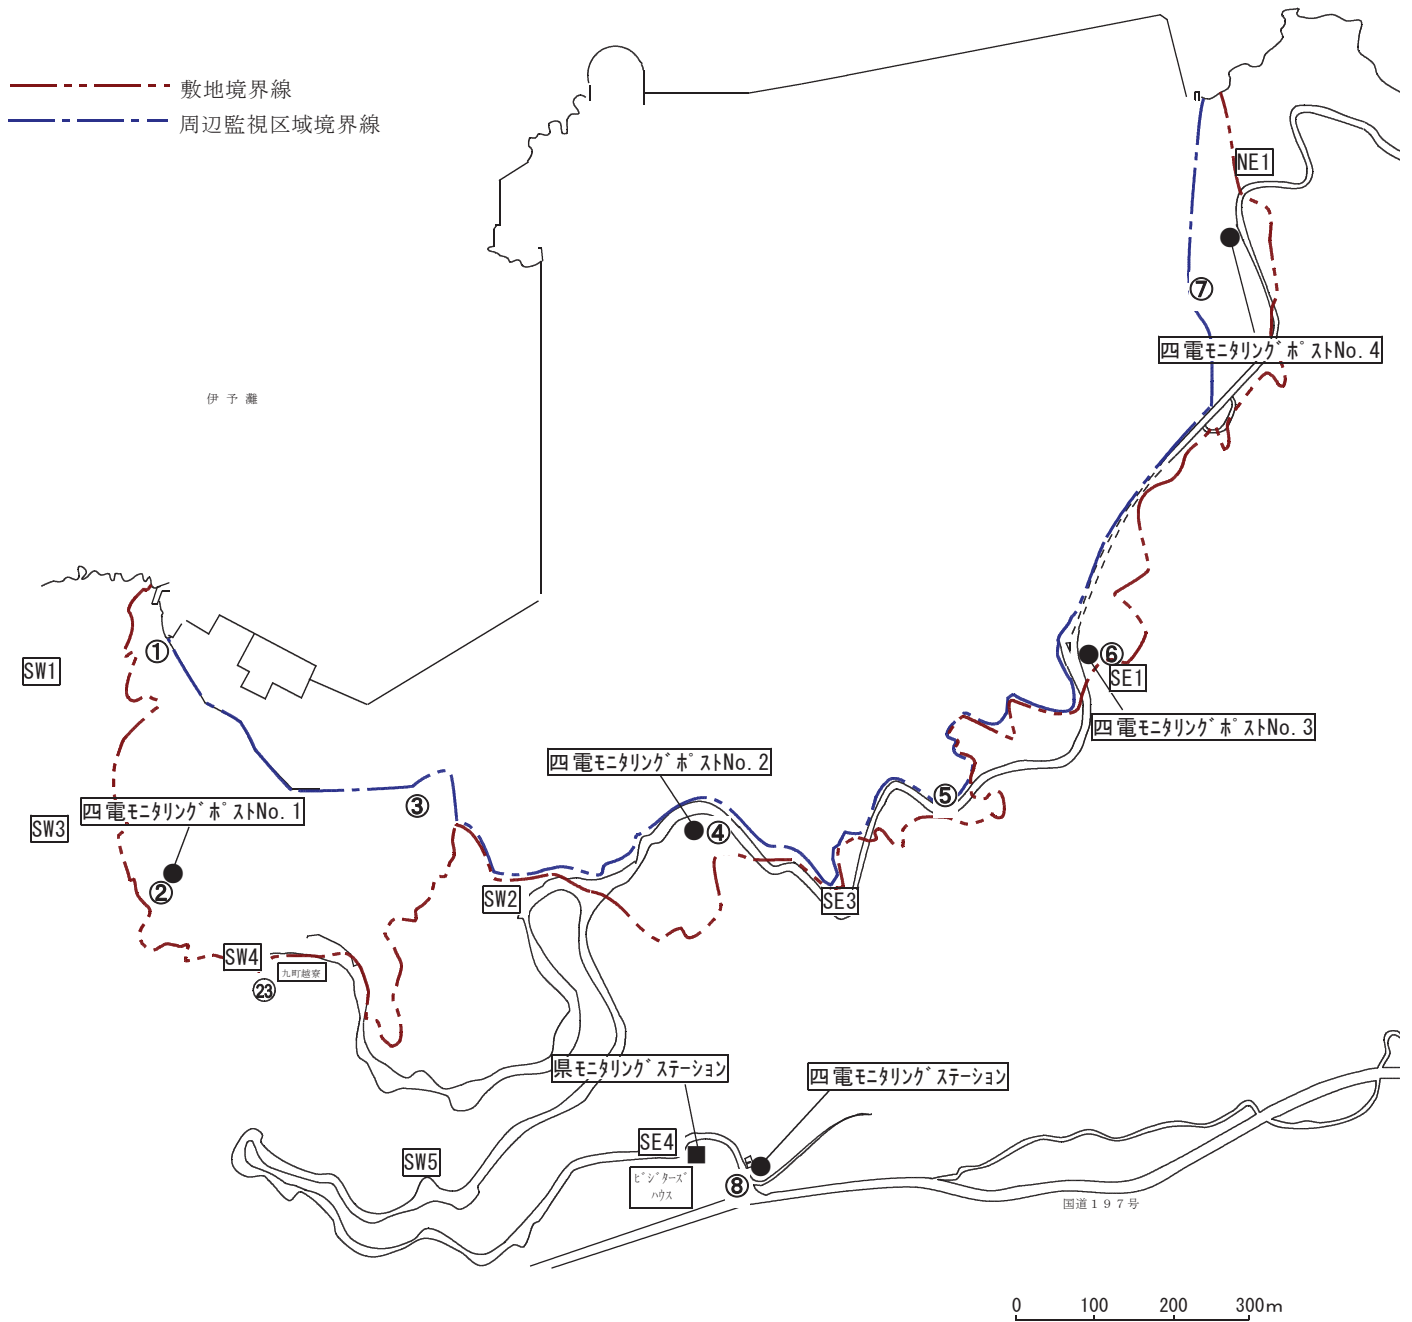 敷地境界線
周辺監視区域境界線
NE1
⑦
四電ﾓﾆﾀﾘﾝｸﾞﾎﾟｽﾄNo.4
伊予灘
①
SW1
⑥
SE1
四電ﾓﾆﾀﾘﾝｸﾞﾎﾟｽﾄNo.3
四電ﾓﾆﾀﾘﾝｸﾞﾎﾟｽﾄNo.2
③
⑤
四電ﾓﾆﾀﾘﾝｸﾞﾎﾟｽﾄNo.1
SW3
④
②
SW2
SE3
SW4
九町越寮
㉓
県ﾓﾆﾀﾘﾝｸﾞｽﾃｰｼｮﾝ
四電ﾓﾆﾀﾘﾝｸﾞｽﾃｰｼｮﾝ
SE4
SW5
ﾋﾞｼﾞﾀｰｽﾞ
ﾊｳｽ
⑧
国道197号
0 100 200 300m